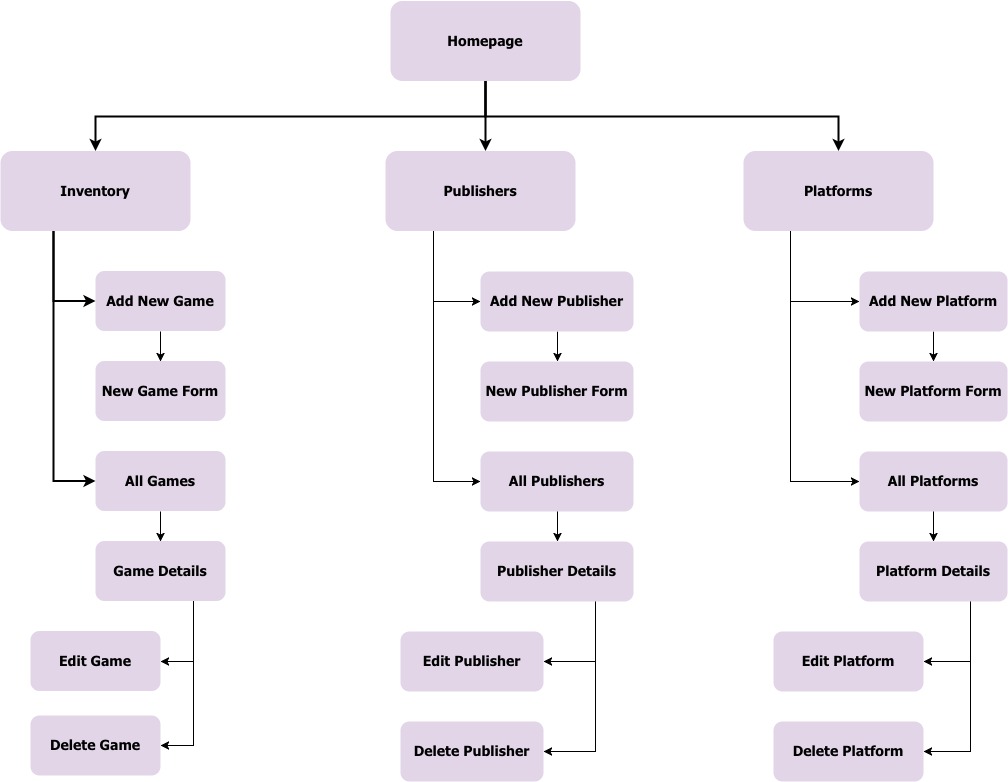 Homepage
Inventory
Publishers
Platforms
Add New Game
Add New Publisher
Add New Platform
New Game Form
New Publisher Form
New Platform Form
All Games
All Publishers
All Platforms
Game Details
Publisher Details
Platform Details
Edit Game
Edit Publisher
Edit Platform
Delete Game
Delete Publisher
Delete Platform